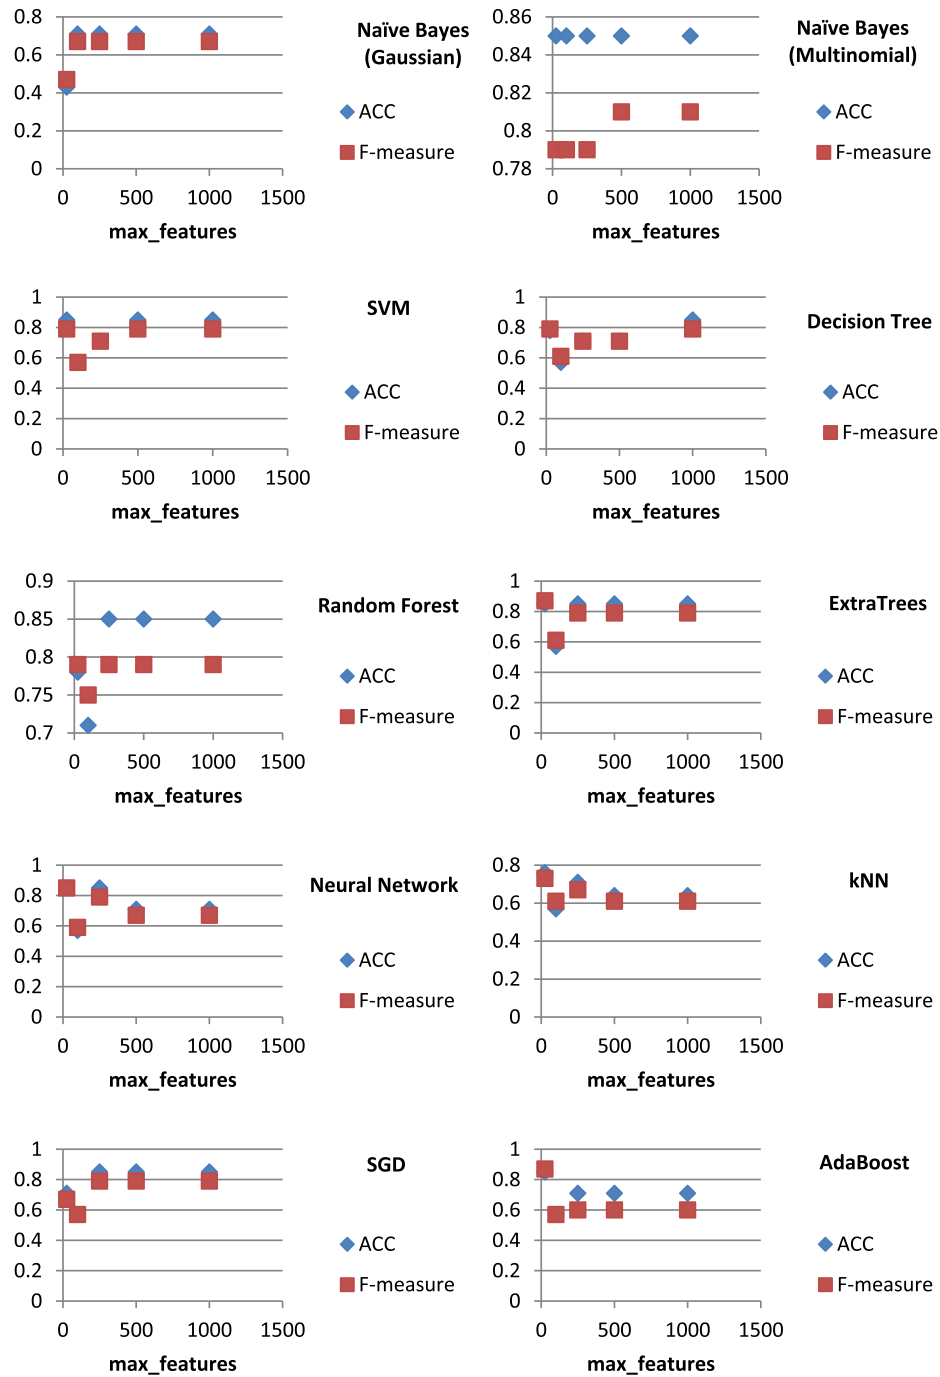 0.8
0.6
0.4
0.2
0
0 500 1000 1500
max_features
Naïve Bayes
(Gaussian)
ACC
F-measure
0.86
0.84
0.82
0.8
0.78
0 500 1000 1500
max_features
Naïve Bayes
(Multinomial)
ACC
F-measure
1
0.8
0.6
0.4
0.2
0
0 500 1000 1500
max_features
SVM
ACC
F-measure
1
0.8
0.6
0.4
0.2
0
0 500 1000 1500
max_features
Decision Tree
ACC
F-measure
0.9
0.85
0.8
0.75
0.7
0 500 1000 1500
max_features
Random Forest
ACC
F-measure
1
0.8
0.6
0.4
0.2
0
0 500 1000 1500
max_features
ExtraTrees
ACC
F-measure
1
0.8
0.6
0.4
0.2
0
0 500 1000 1500
max_features
Neural Network
ACC
F-measure
0.8
0.6
0.4
0.2
0
0 500 1000 1500
max_features
kNN
ACC
F-measure
1
0.8
0.6
0.4
0.2
0
0 500 1000 1500
max_features
SGD
ACC
F-measure
1
0.8
0.6
0.4
0.2
0
0 500 1000 1500
max_features
AdaBoost
ACC
F-measure